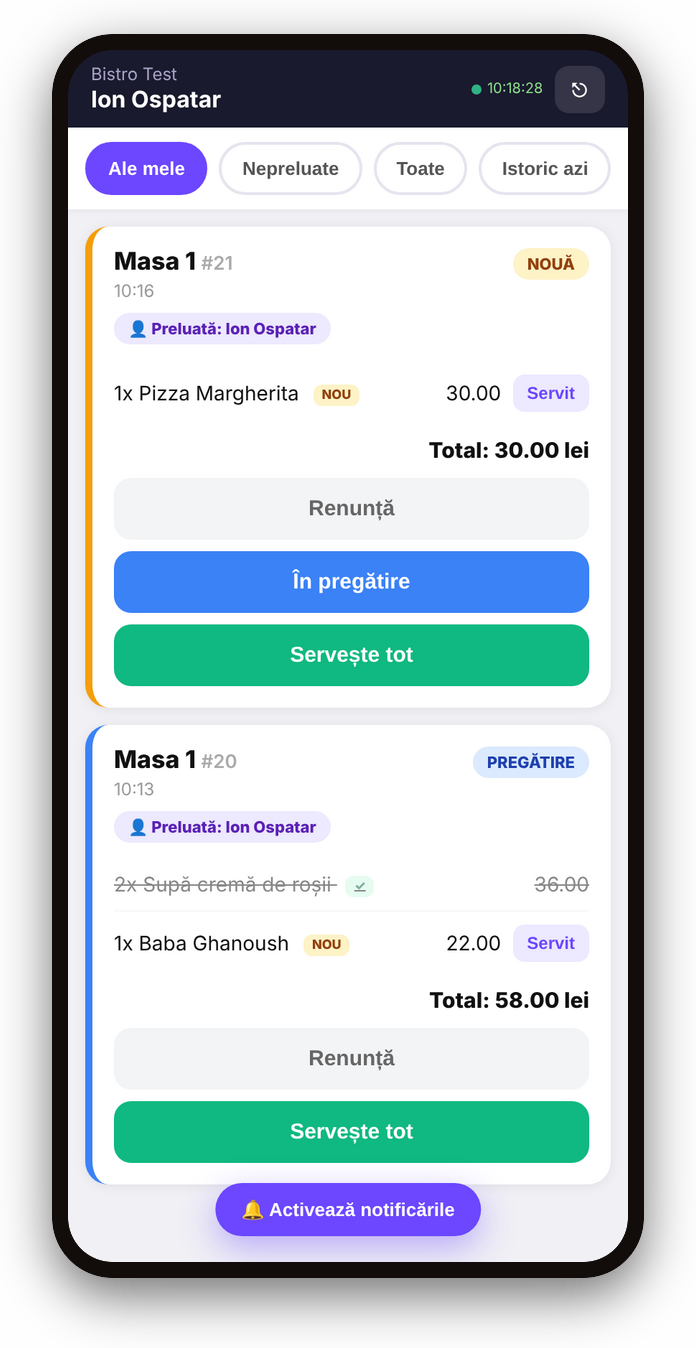 Bistro Test
Ion Ospatar
10:18:28
Ale mele
Nepreluate
Toate
Istoric azi
Masa 1 #21
NOUĂ
10:16
👤 Preluată: Ion Ospatar
1x Pizza Margherita NOU 30.00 Servit
Total: 30.00 lei
Renunță
În pregătire
Servește tot
Masa 1 #20
PREGĂTIRE
10:13
👤 Preluată: Ion Ospatar
2x Supă cremă de roșii 36.00
1x Baba Ghanoush NOU 22.00 Servit
Total: 58.00 lei
Renunță
Servește tot
🔔 Activează notificările